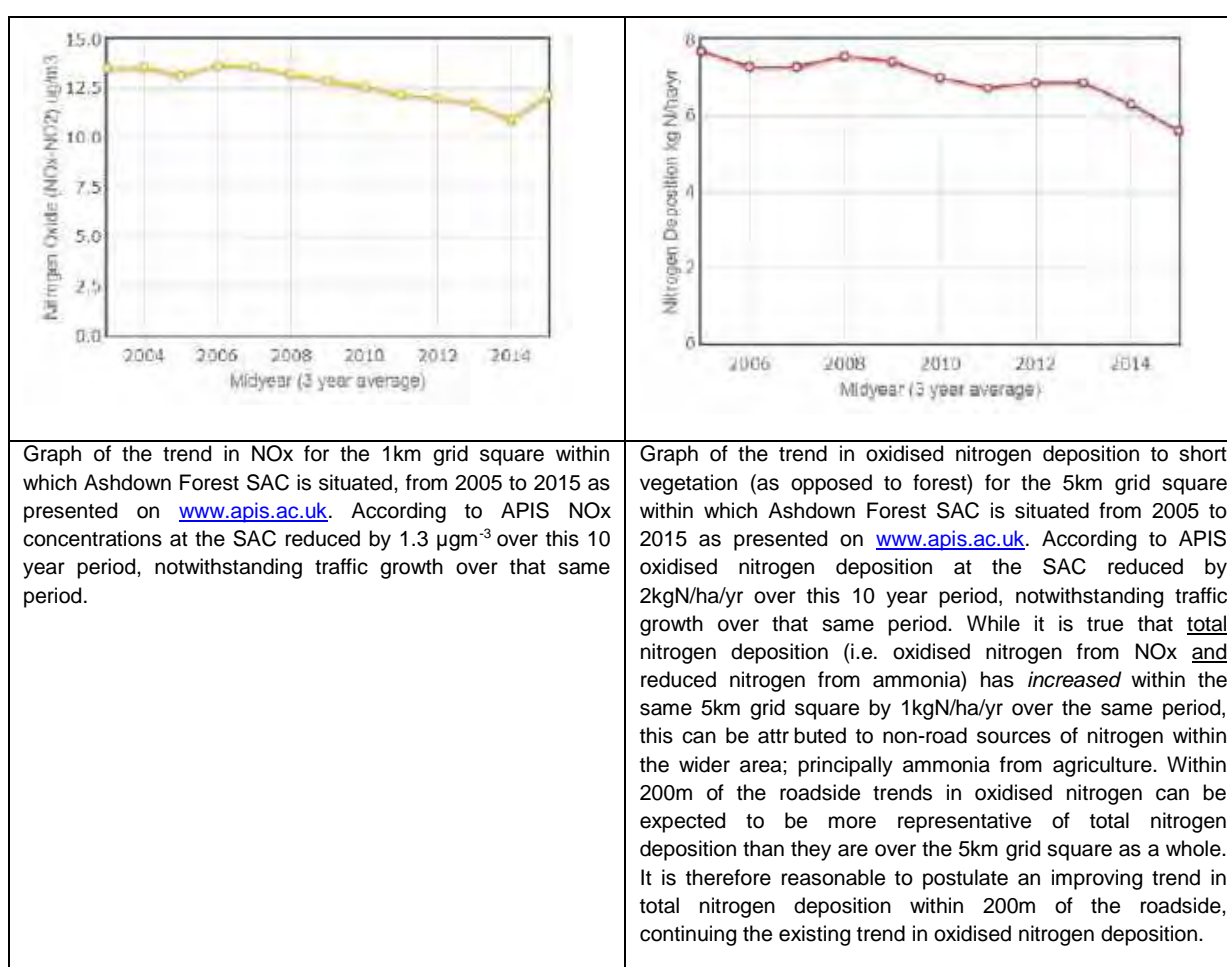 15.0
12.5
10.0
7.5
5.0
2.5
0.0
Nitrogen Oxide (NOx-NO2) ug/m3
2004 2006 2008 2010 2012 2014
Midyear (3 year average)
8
6
4
2
0
Nitrogen Deposition kg N/ha/yr
2006 2008 2010 2012 2014
Midyear (3 year average)
Graph of the trend in NOx for the 1km grid square within
which Ashdown Forest SAC is situated, from 2005 to 2015 as
presented on www.apis.ac.uk. According to APIS NOx
concentrations at the SAC reduced by 1.3 µgm-3 over this 10
year period, notwithstanding traffic growth over that same
period.
Graph of the trend in oxidised nitrogen deposition to short
vegetation (as opposed to forest) for the 5km grid square
within which Ashdown Forest SAC is situated from 2005 to
2015 as presented on www.apis.ac.uk. According to APIS
oxidised nitrogen deposition at the SAC reduced by
2kgN/ha/yr over this 10 year period, notwithstanding traffic
growth over that same period. While it is true that total
nitrogen deposition (i.e. oxidised nitrogen from NOx and
reduced nitrogen from ammonia) has increased within the
same 5km grid square by 1kgN/ha/yr over the same period,
this can be attr buted to non-road sources of nitrogen within
the wider area; principally ammonia from agriculture. Within
200m of the roadside trends in oxidised nitrogen can be
expected to be more representative of total nitrogen
deposition than they are over the 5km grid square as a whole.
It is therefore reasonable to postulate an improving trend in
total nitrogen deposition within 200m of the roadside,
continuing the existing trend in oxidised nitrogen deposition.